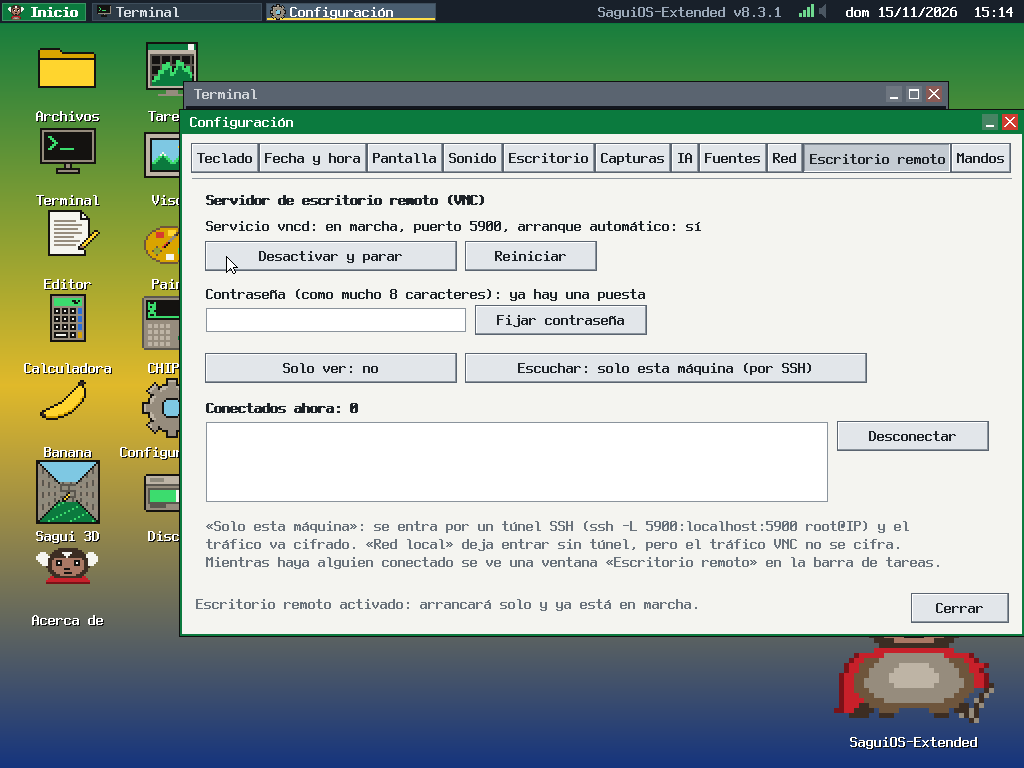 Inicio
Terminal
Configuración
SaguiOS-Extended v8.3.1
dom 15/11/2026
15:14
Archivos
Terminal
Editor
Calculadora
CHIP
Banana
Sagui 3D
Acerca de
Terminal
Configuración
Teclado
Fecha y hora
Pantalla
Sonido
Escritorio
Capturas
IA
Fuentes
Red
Escritorio remoto
Mandos
Servidor de escritorio remoto (VNC)
Servicio vncd: en marcha, puerto 5900, arranque automático: sí
Desactivar y parar
Reiniciar
Contraseña (como mucho 8 caracteres): ya hay una puesta
Fijar contraseña
Solo ver: no
Escuchar: solo esta máquina (por SSH)
Conectados ahora: 0
Desconectar
«Solo esta máquina»: se entra por un túnel SSH (ssh -L 5900:localhost:5900 root@IP) y el
tráfico va cifrado. «Red local» deja entrar sin túnel, pero el tráfico VNC no se cifra.
Mientras haya alguien conectado se ve una ventana «Escritorio remoto» en la barra de tareas.
Escritorio remoto activado: arrancará solo y ya está en marcha.
Cerrar
SaguiOS-Extended